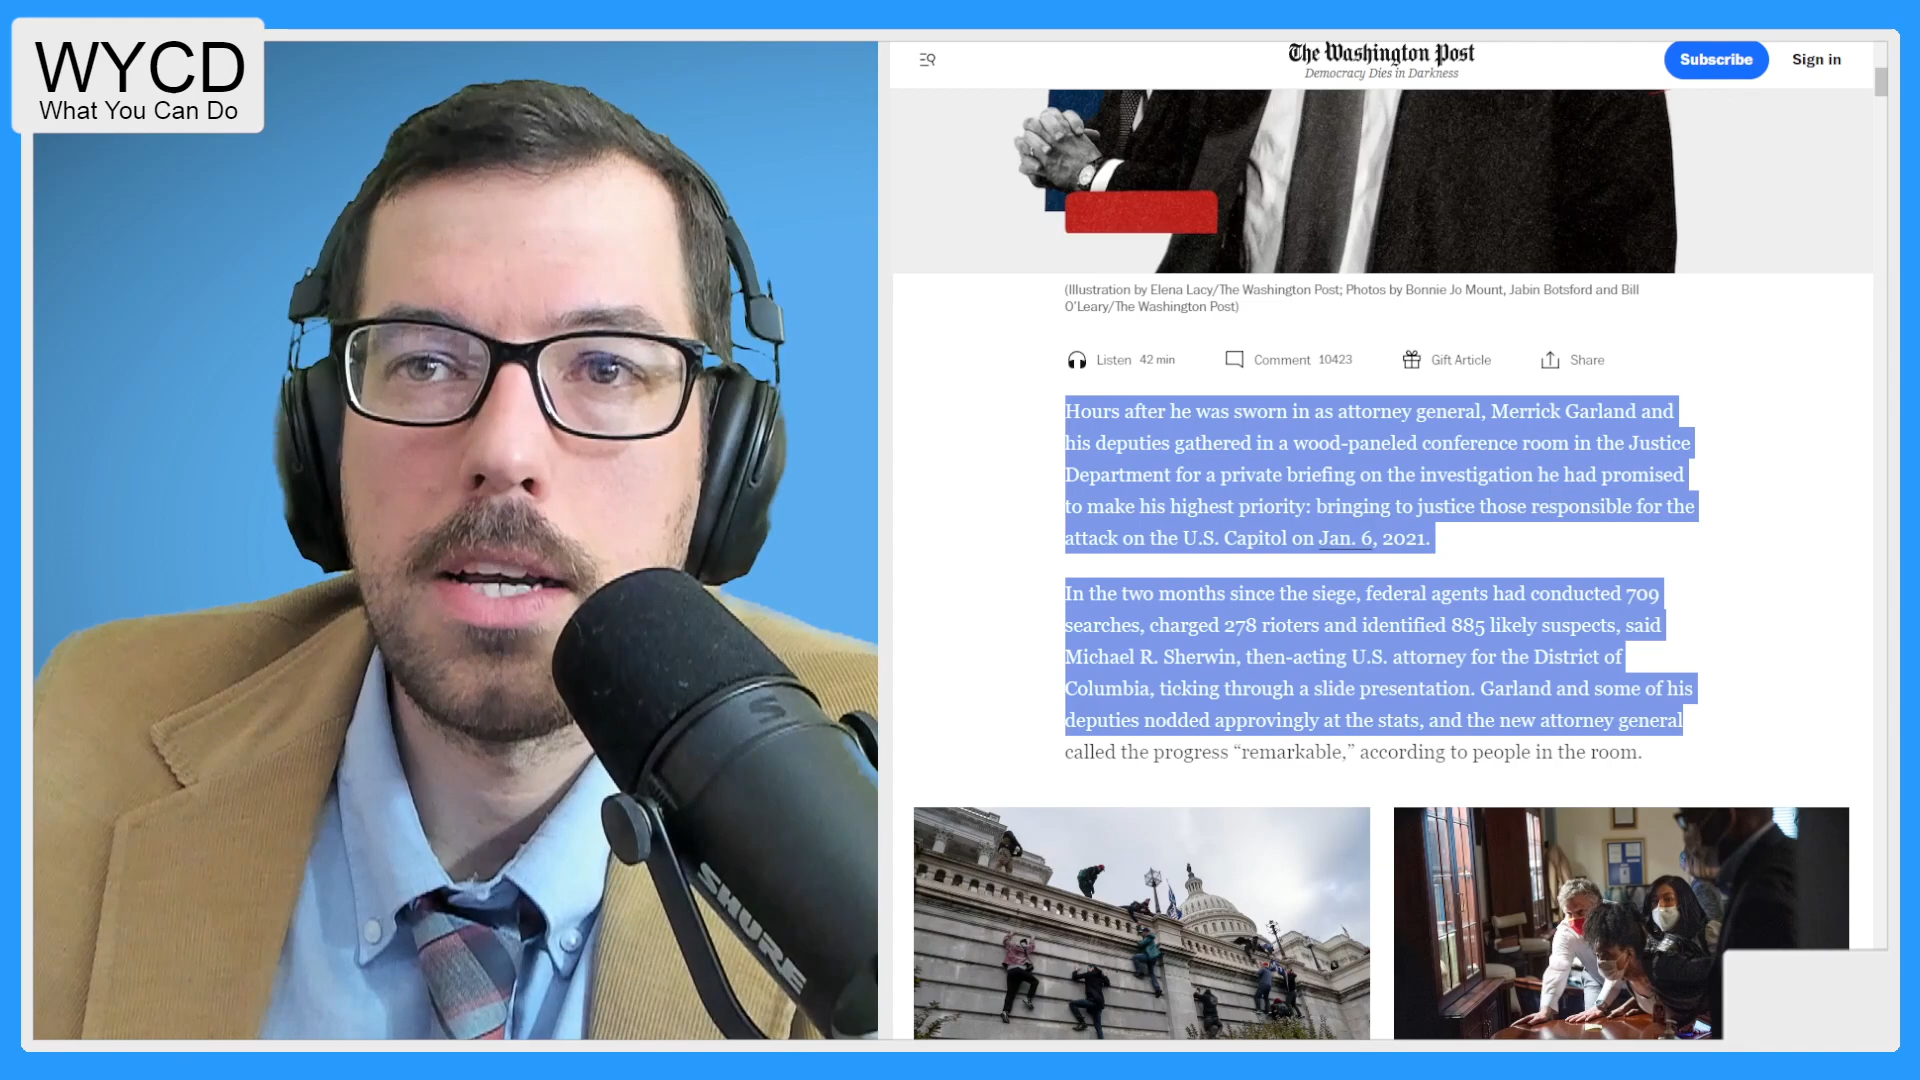 WYCD
What You Can Do
The Washington Post
Democracy Dies in Darkness
Subscribe
Sign in
(Illustration by Elena Lacy/The Washington Post; Photos by Bonnie Jo Mount, Jabin Botsford and Bill
O'Leary/The Washington Post)
Listen 42 min
Comment 10423
Gift Article
Share
Hours after he was sworn in as attorney general, Merrick Garland and
his deputies gathered in a wood-paneled conference room in the Justice
Department for a private briefing on the investigation he had promised
to make his highest priority: bringing to justice those responsible for the
attack on the U.S. Capitol on Jan. 6, 2021.
In the two months since the siege, federal agents had conducted 709
searches, charged 278 rioters and identified 885 likely suspects, said
Michael R. Sherwin, then-acting U.S. attorney for the District of
Columbia, ticking through a slide presentation. Garland and some of his
deputies nodded approvingly at the stats, and the new attorney general
called the progress “remarkable,” according to people in the room.
SHURE